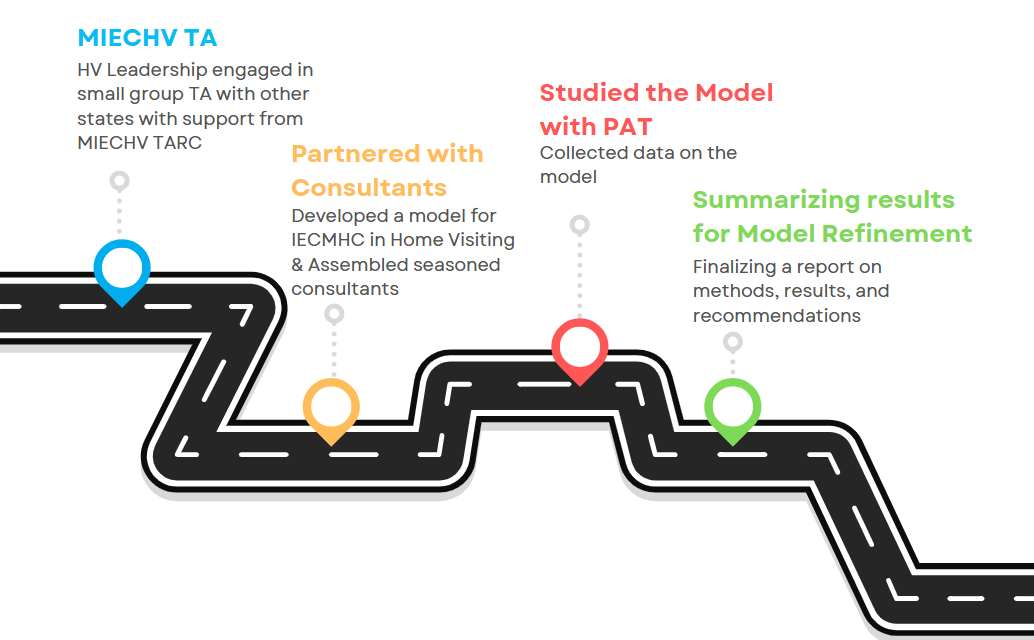 MIECHV TA
HV Leadership engaged in
small group TA with other
states with support from
MIECHV TARC
Partnered with
Consultants
Developed a model for
IECMHC in Home Visiting
& Assembled seasoned
consultants
Studied the Model
with PAT
Collected data on the
model
Summarizing results
for Model Refinement
Finalizing a report on
methods, results, and
recommendations